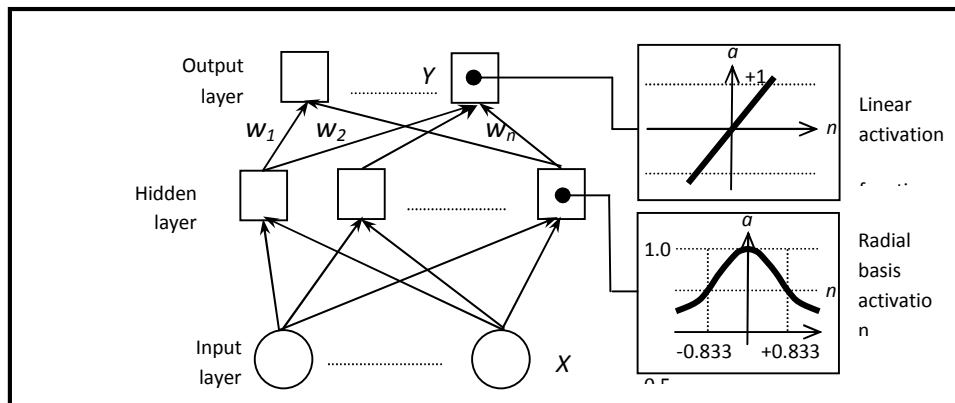 Output
layer
Y
a
+1
n
Linear
activation
w1
w2
wn
Hidden
layer
a
1.0
n
Radial
basis
activatio
n
-0.833
+0.833
Input
layer
X